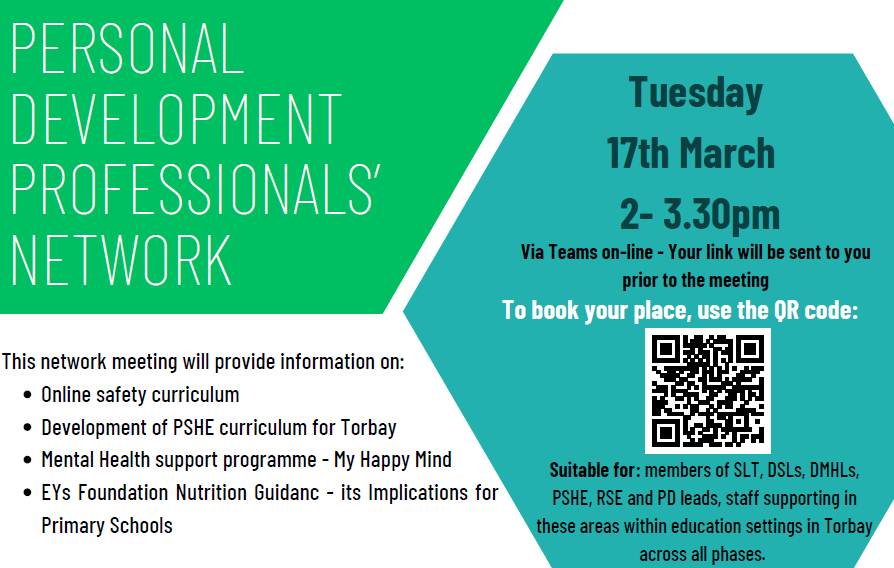 PERSONAL
DEVELOPMENT
PROFESSIONALS’
NETWORK
This network meeting will provide information on:
• Online safety curriculum
• Development of PSHE curriculum for Torbay
• Mental Health support programme - My Happy Mind
• EYs Foundation Nutrition Guidanc - its Implications for
Primary Schools
Tuesday
17th March
2- 3.30pm
Via Teams on-line - Your link will be sent to you
prior to the meeting
To book your place, use the QR code:
Suitable for: members of SLT, DSLs, DMHLs,
PSHE, RSE and PD leads, staff supporting in
these areas within education settings in Torbay
across all phases.